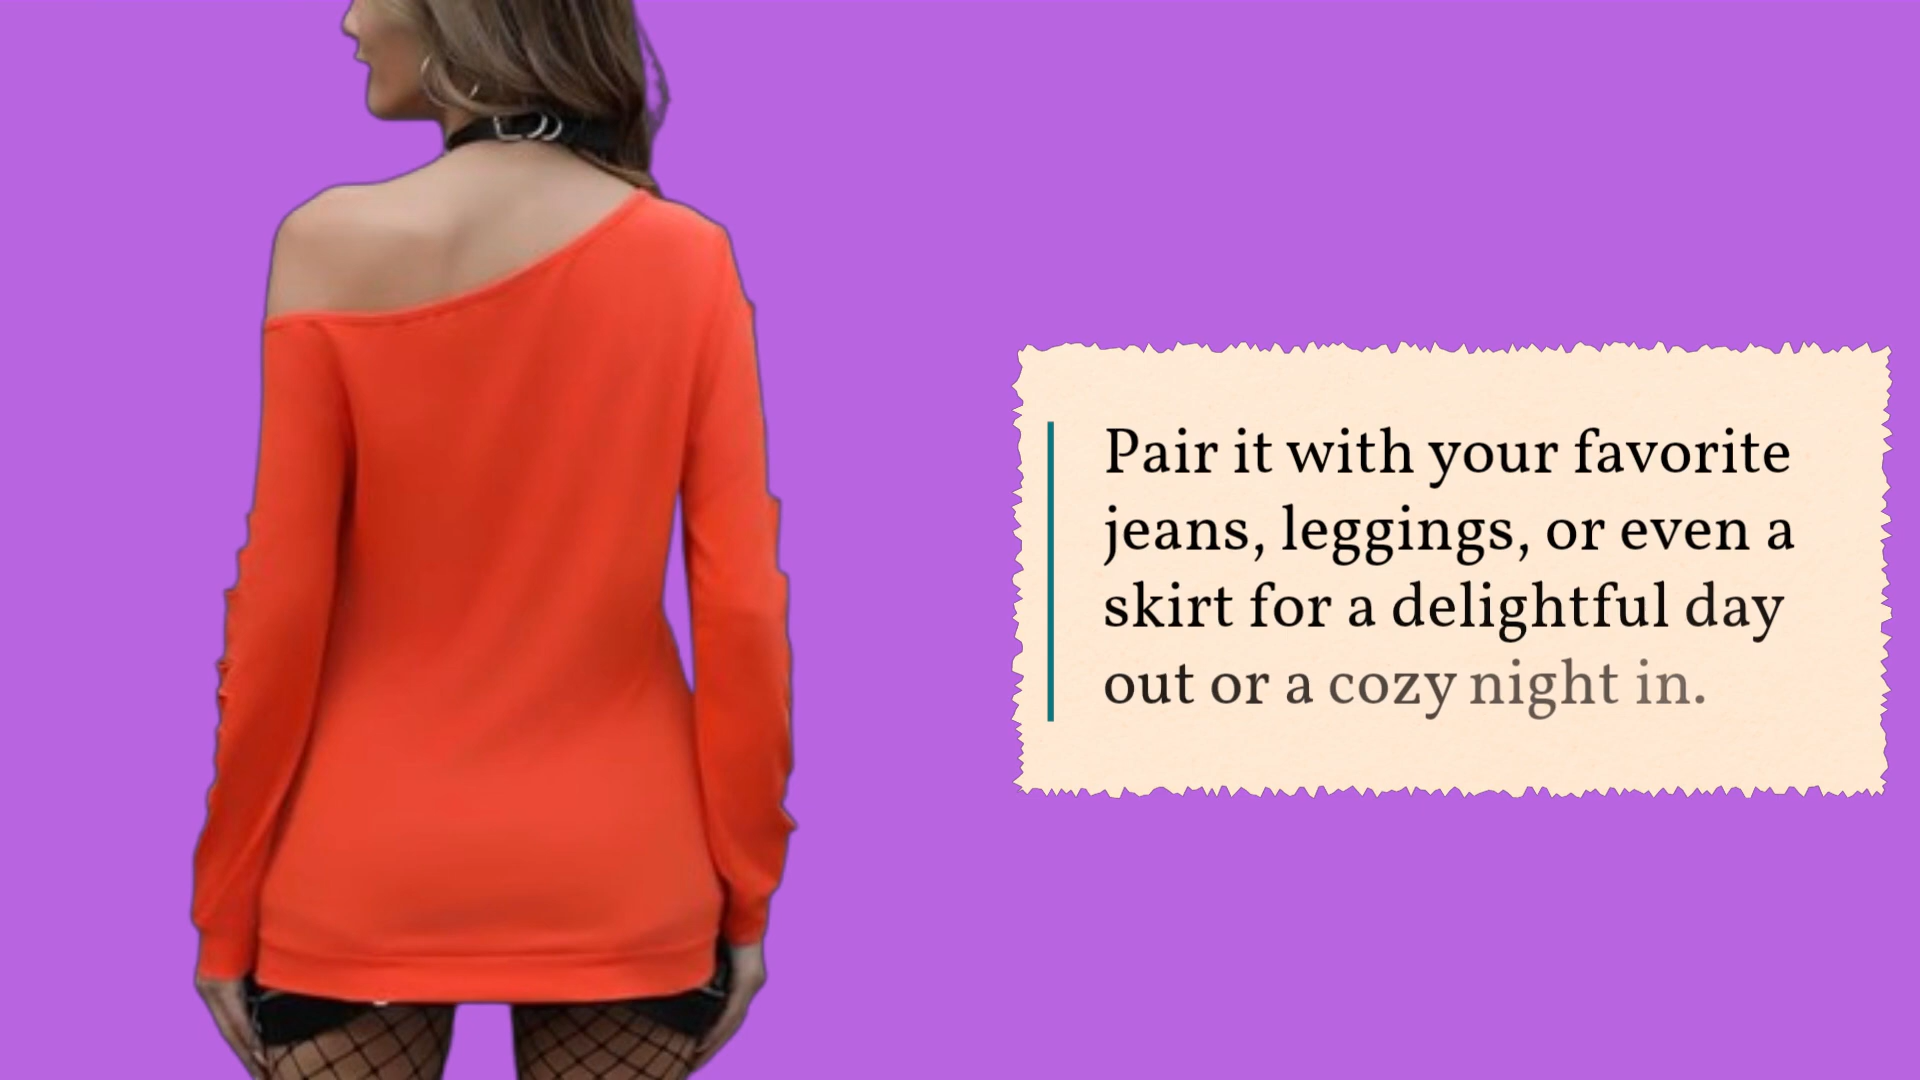 Pair it with your favorite
jeans, leggings, or even a
skirt for a delightful day
out or a cozy night in.